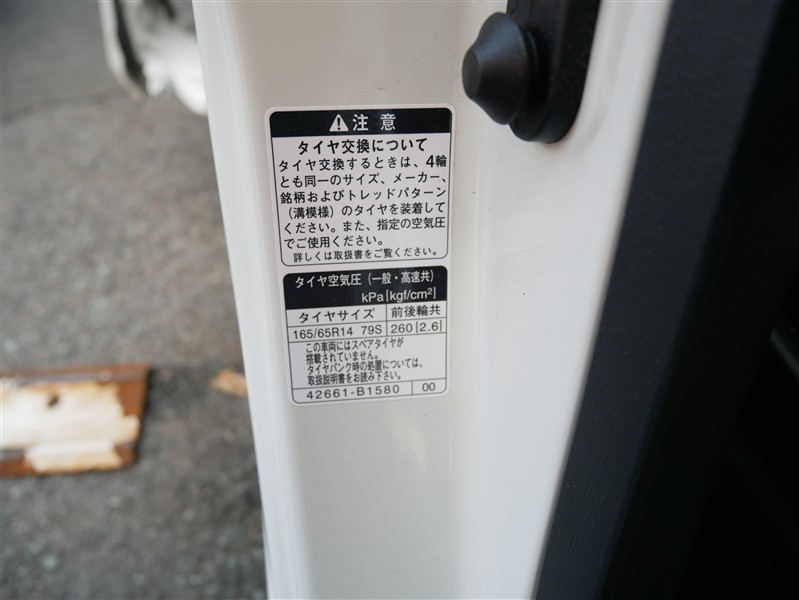 ⚠注意
タイヤ交換について
タイヤ交換するときは、4輪
とも同一のサイズ、メーカー、
銘柄およびトレッドパターン
(溝模様)のタイヤを装着して
ください。また、指定の空気圧
でご使用ください。
詳しくは取扱書をご覧ください。
タイヤ空気圧(一般・高速共)
kPa[kgf/cm²]
タイヤサイズ 前後輪共
165/65R14 79S 260[2.6]
この車両にはスペアタイヤが
搭載されていません。
タイヤパンク時の処置については、
取扱説明書をお読み下さい。
42661-B1580 00